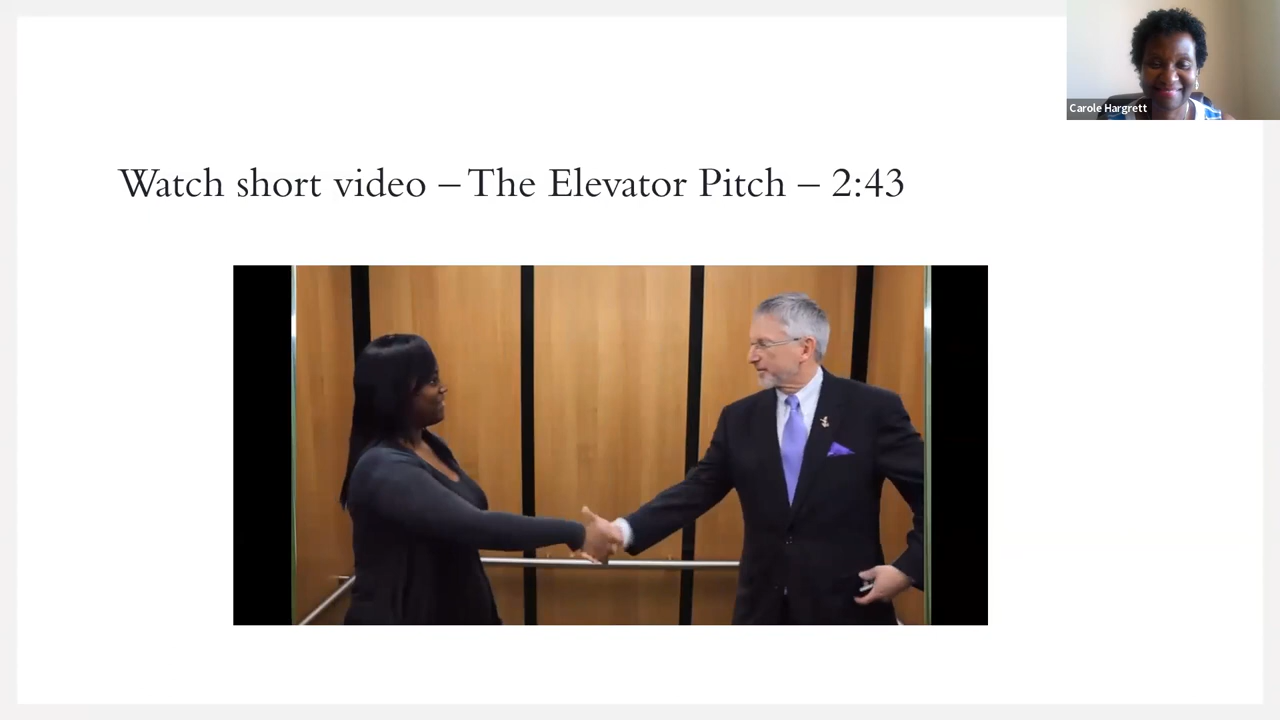 Carole Hargrett
Watch short video – The Elevator Pitch – 2:43